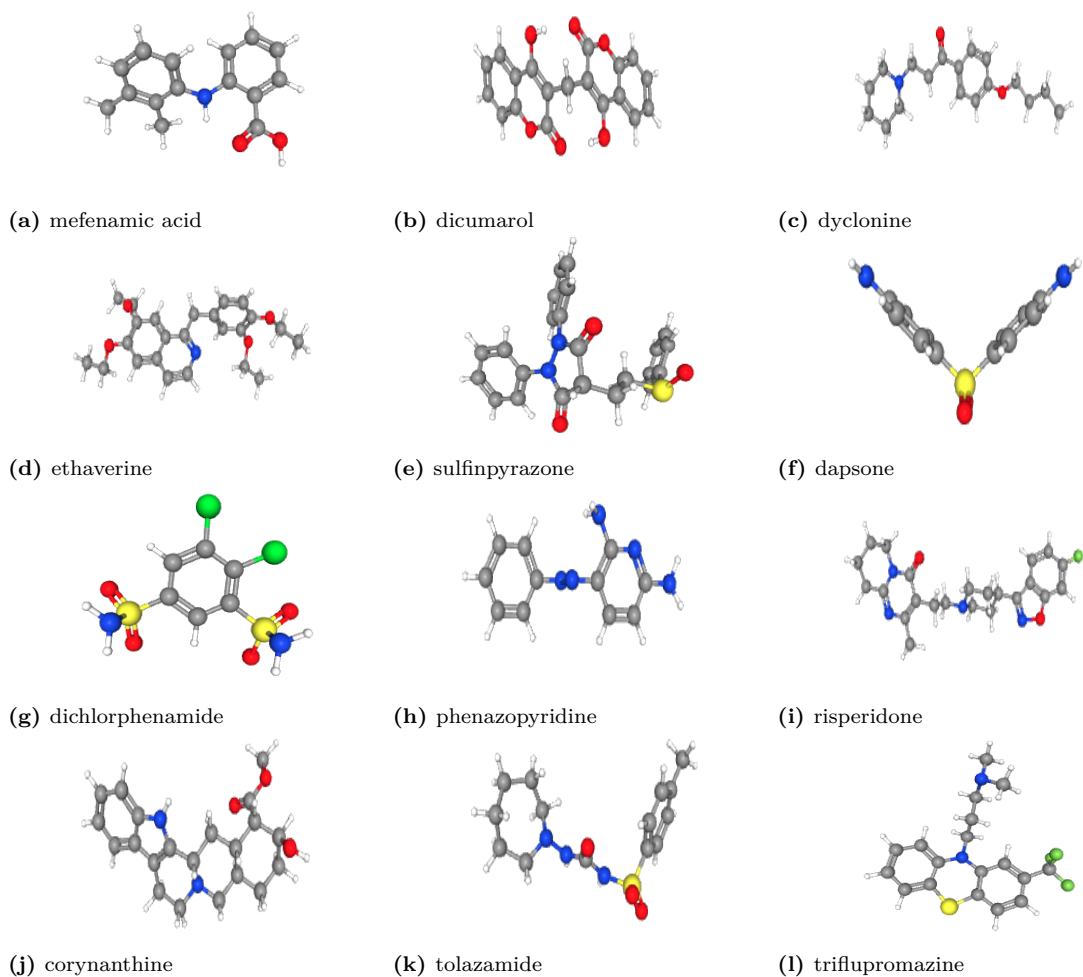 (a) mefenamic acid
(b) dicumarol
(c) dyclonine
(d) ethaverine
(e) sulfinpyrazone
(f) dapsone
(g) dichlorphenamide
(h) phenazopyridine
(i) risperidone
(j) corynanthine
(k) tolazamide
(l) triflupromazine